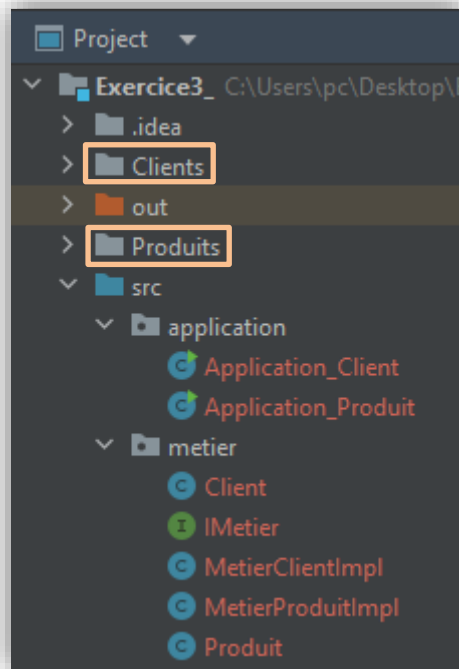 Project
Exercice3_ C:\Users\pc\Desktop\
.idea
Clients
out
Produits
src
application
Application_Client
Application_Produit
metier
Client
IMetier
MetierClientImpl
MetierProduitImpl
Produit